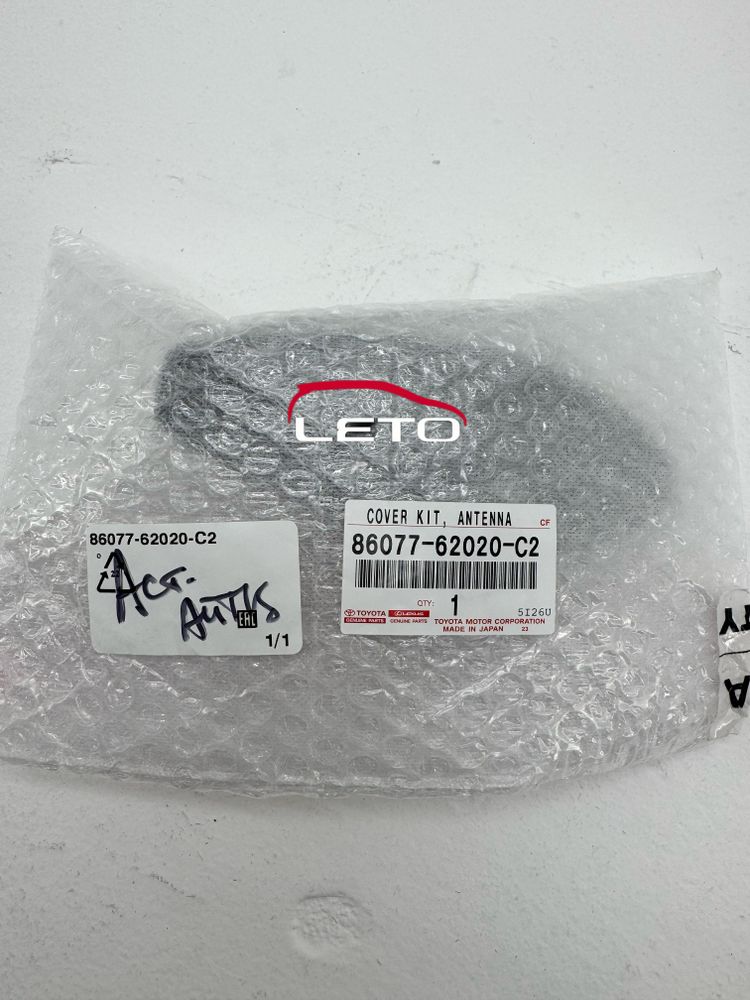 LETO
86077-62020-C2
ACT.
EAC
1/1
COVER KIT, ANTENNA
CF
86077-62020-C2
QTY: 1
5I26U
TOYOTA
GENUINE PARTS
LEXUS
GENUINE PARTS
TOYOTA MOTOR CORPORATION
MADE IN JAPAN 23